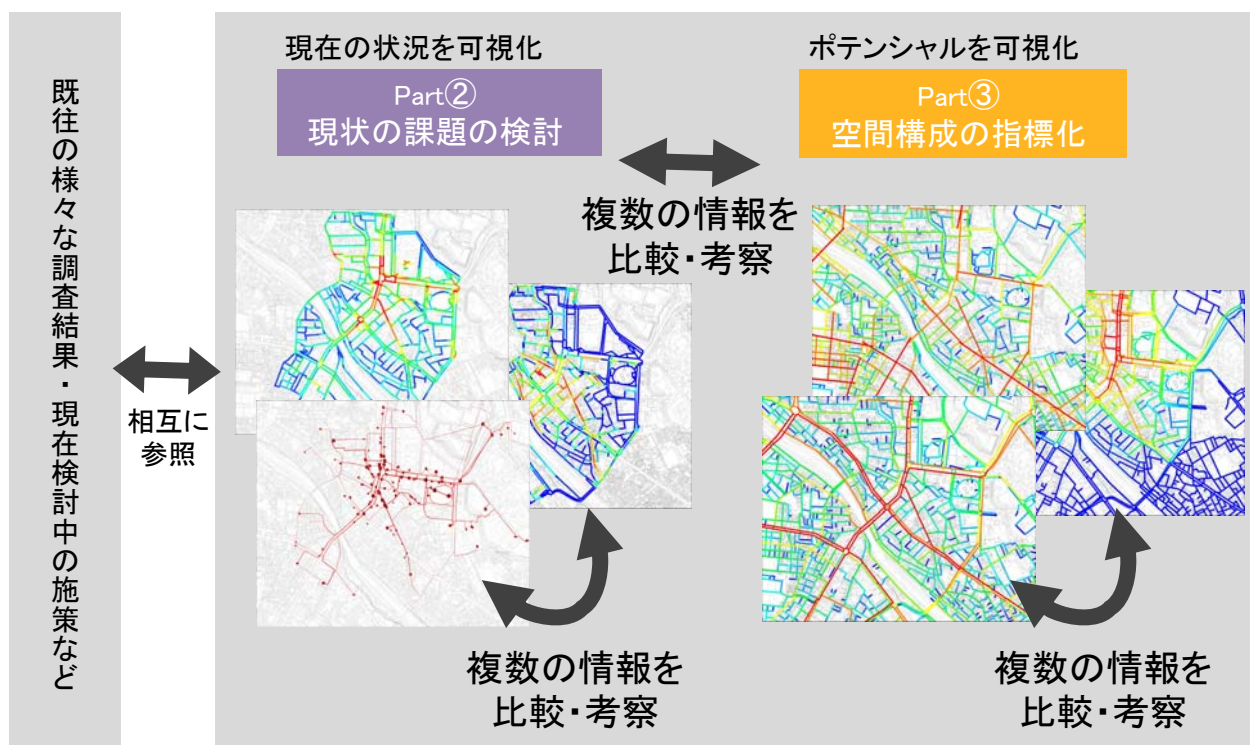 既往の様々な調査結果・現在検討中の施策など
相互に
参照
現在の状況を可視化
Part②
現状の課題の検討
ポテンシャルを可視化
Part③
空間構成の指標化
複数の情報を
比較・考察
複数の情報を
比較・考察
複数の情報を
比較・考察